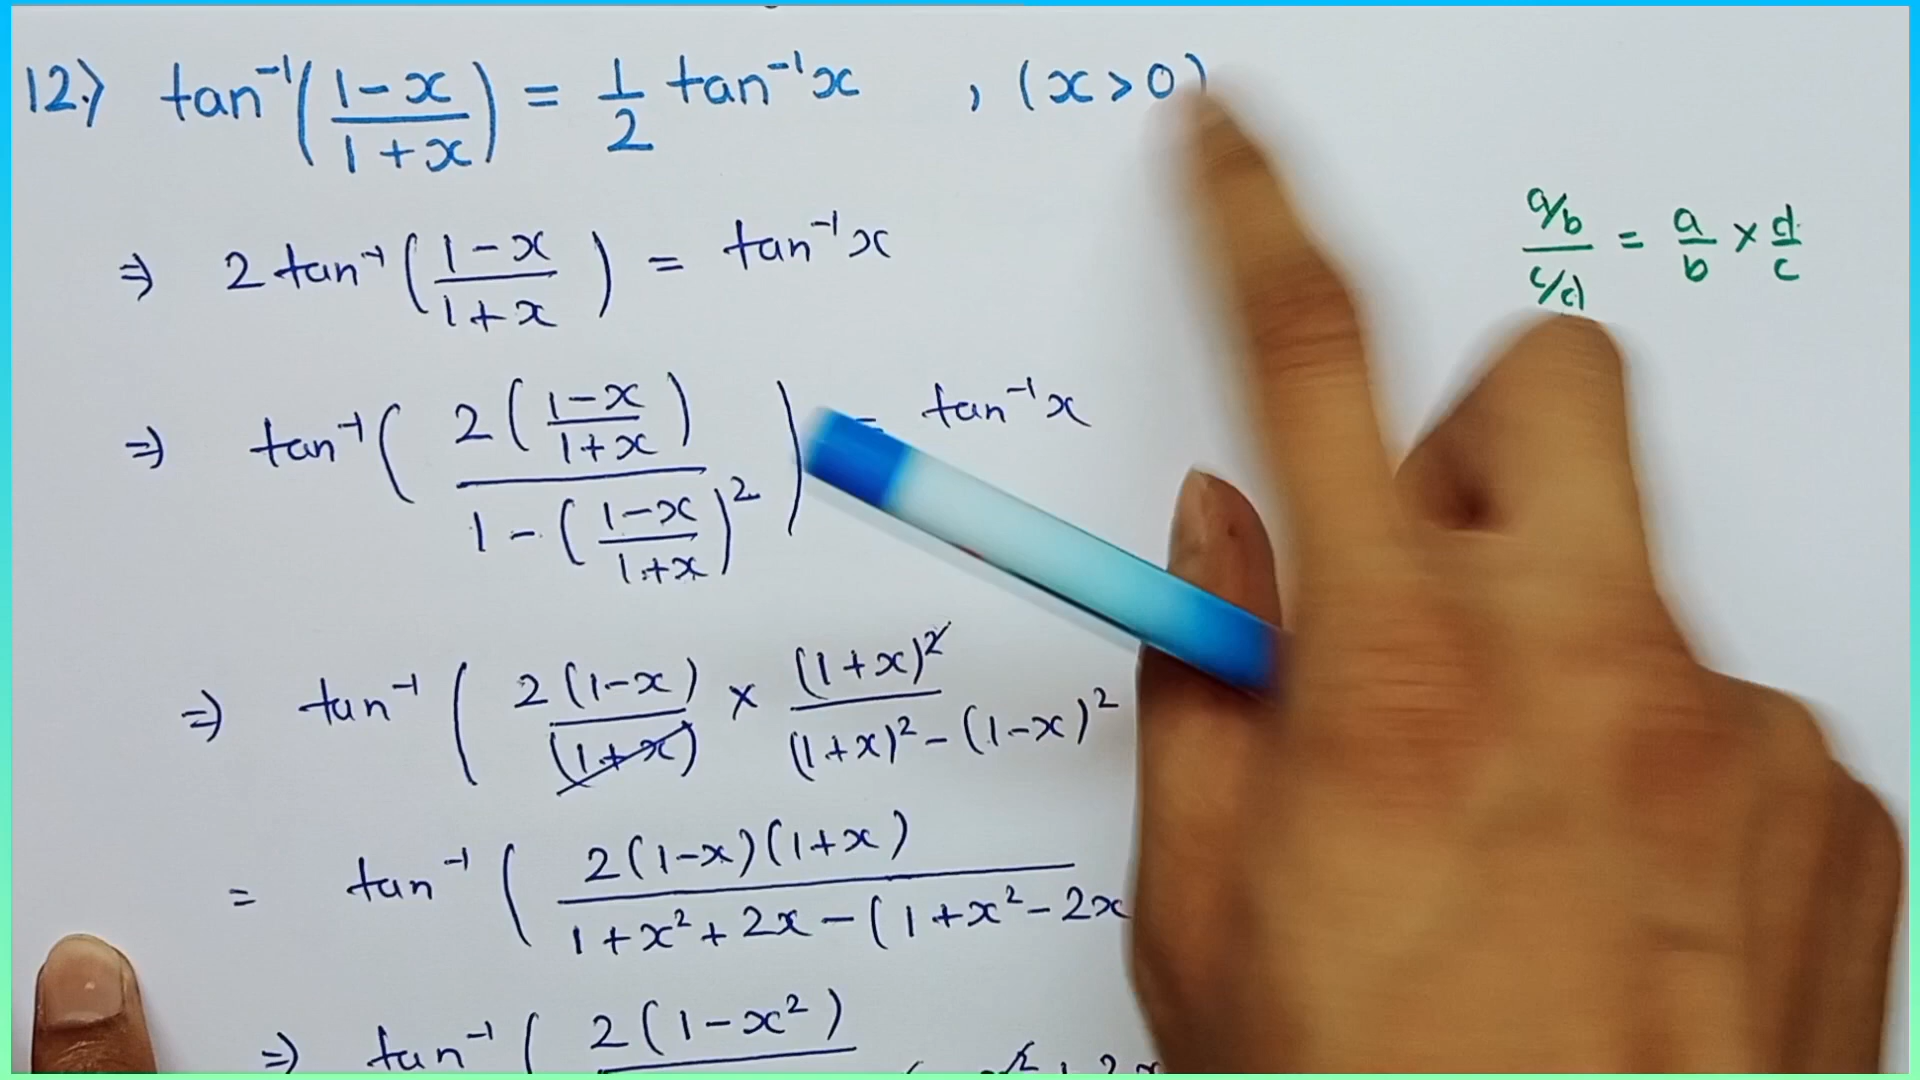 12.) tan⁻¹((1-x)/(1+x)) = 1/2 tan⁻¹x , (x>0)
a/b / c/d = a/b × d/c
⇒ 2 tan⁻¹((1-x)/(1+x)) = tan⁻¹x
⇒ tan⁻¹(2((1-x)/(1+x)) / 1-((1-x)/(1+x))²) = tan⁻¹x
⇒ tan⁻¹(2(1-x)/(1+x) × (1+x)²/(1+x)²-(1-x)²
= tan⁻¹(2(1-x)(1+x) / 1+x²+2x-(1+x²-2x
⇒ tan⁻¹(2(1-x²)